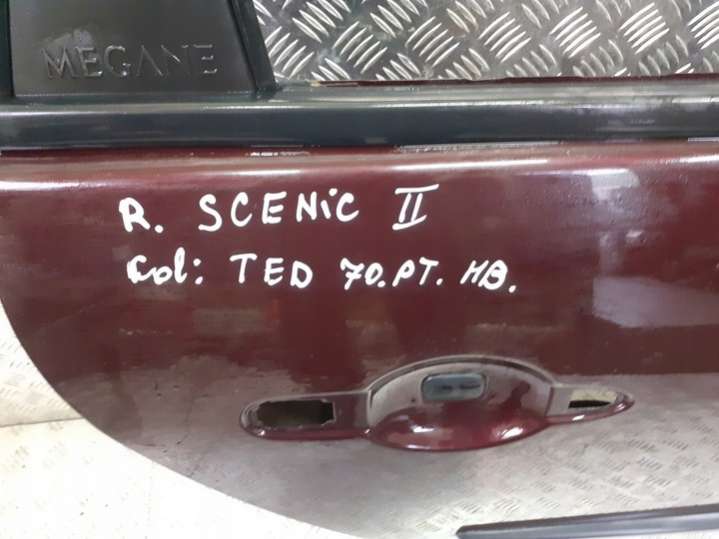 MEGANE
R. SCENiC II
Col: TED 70.PT. HB.